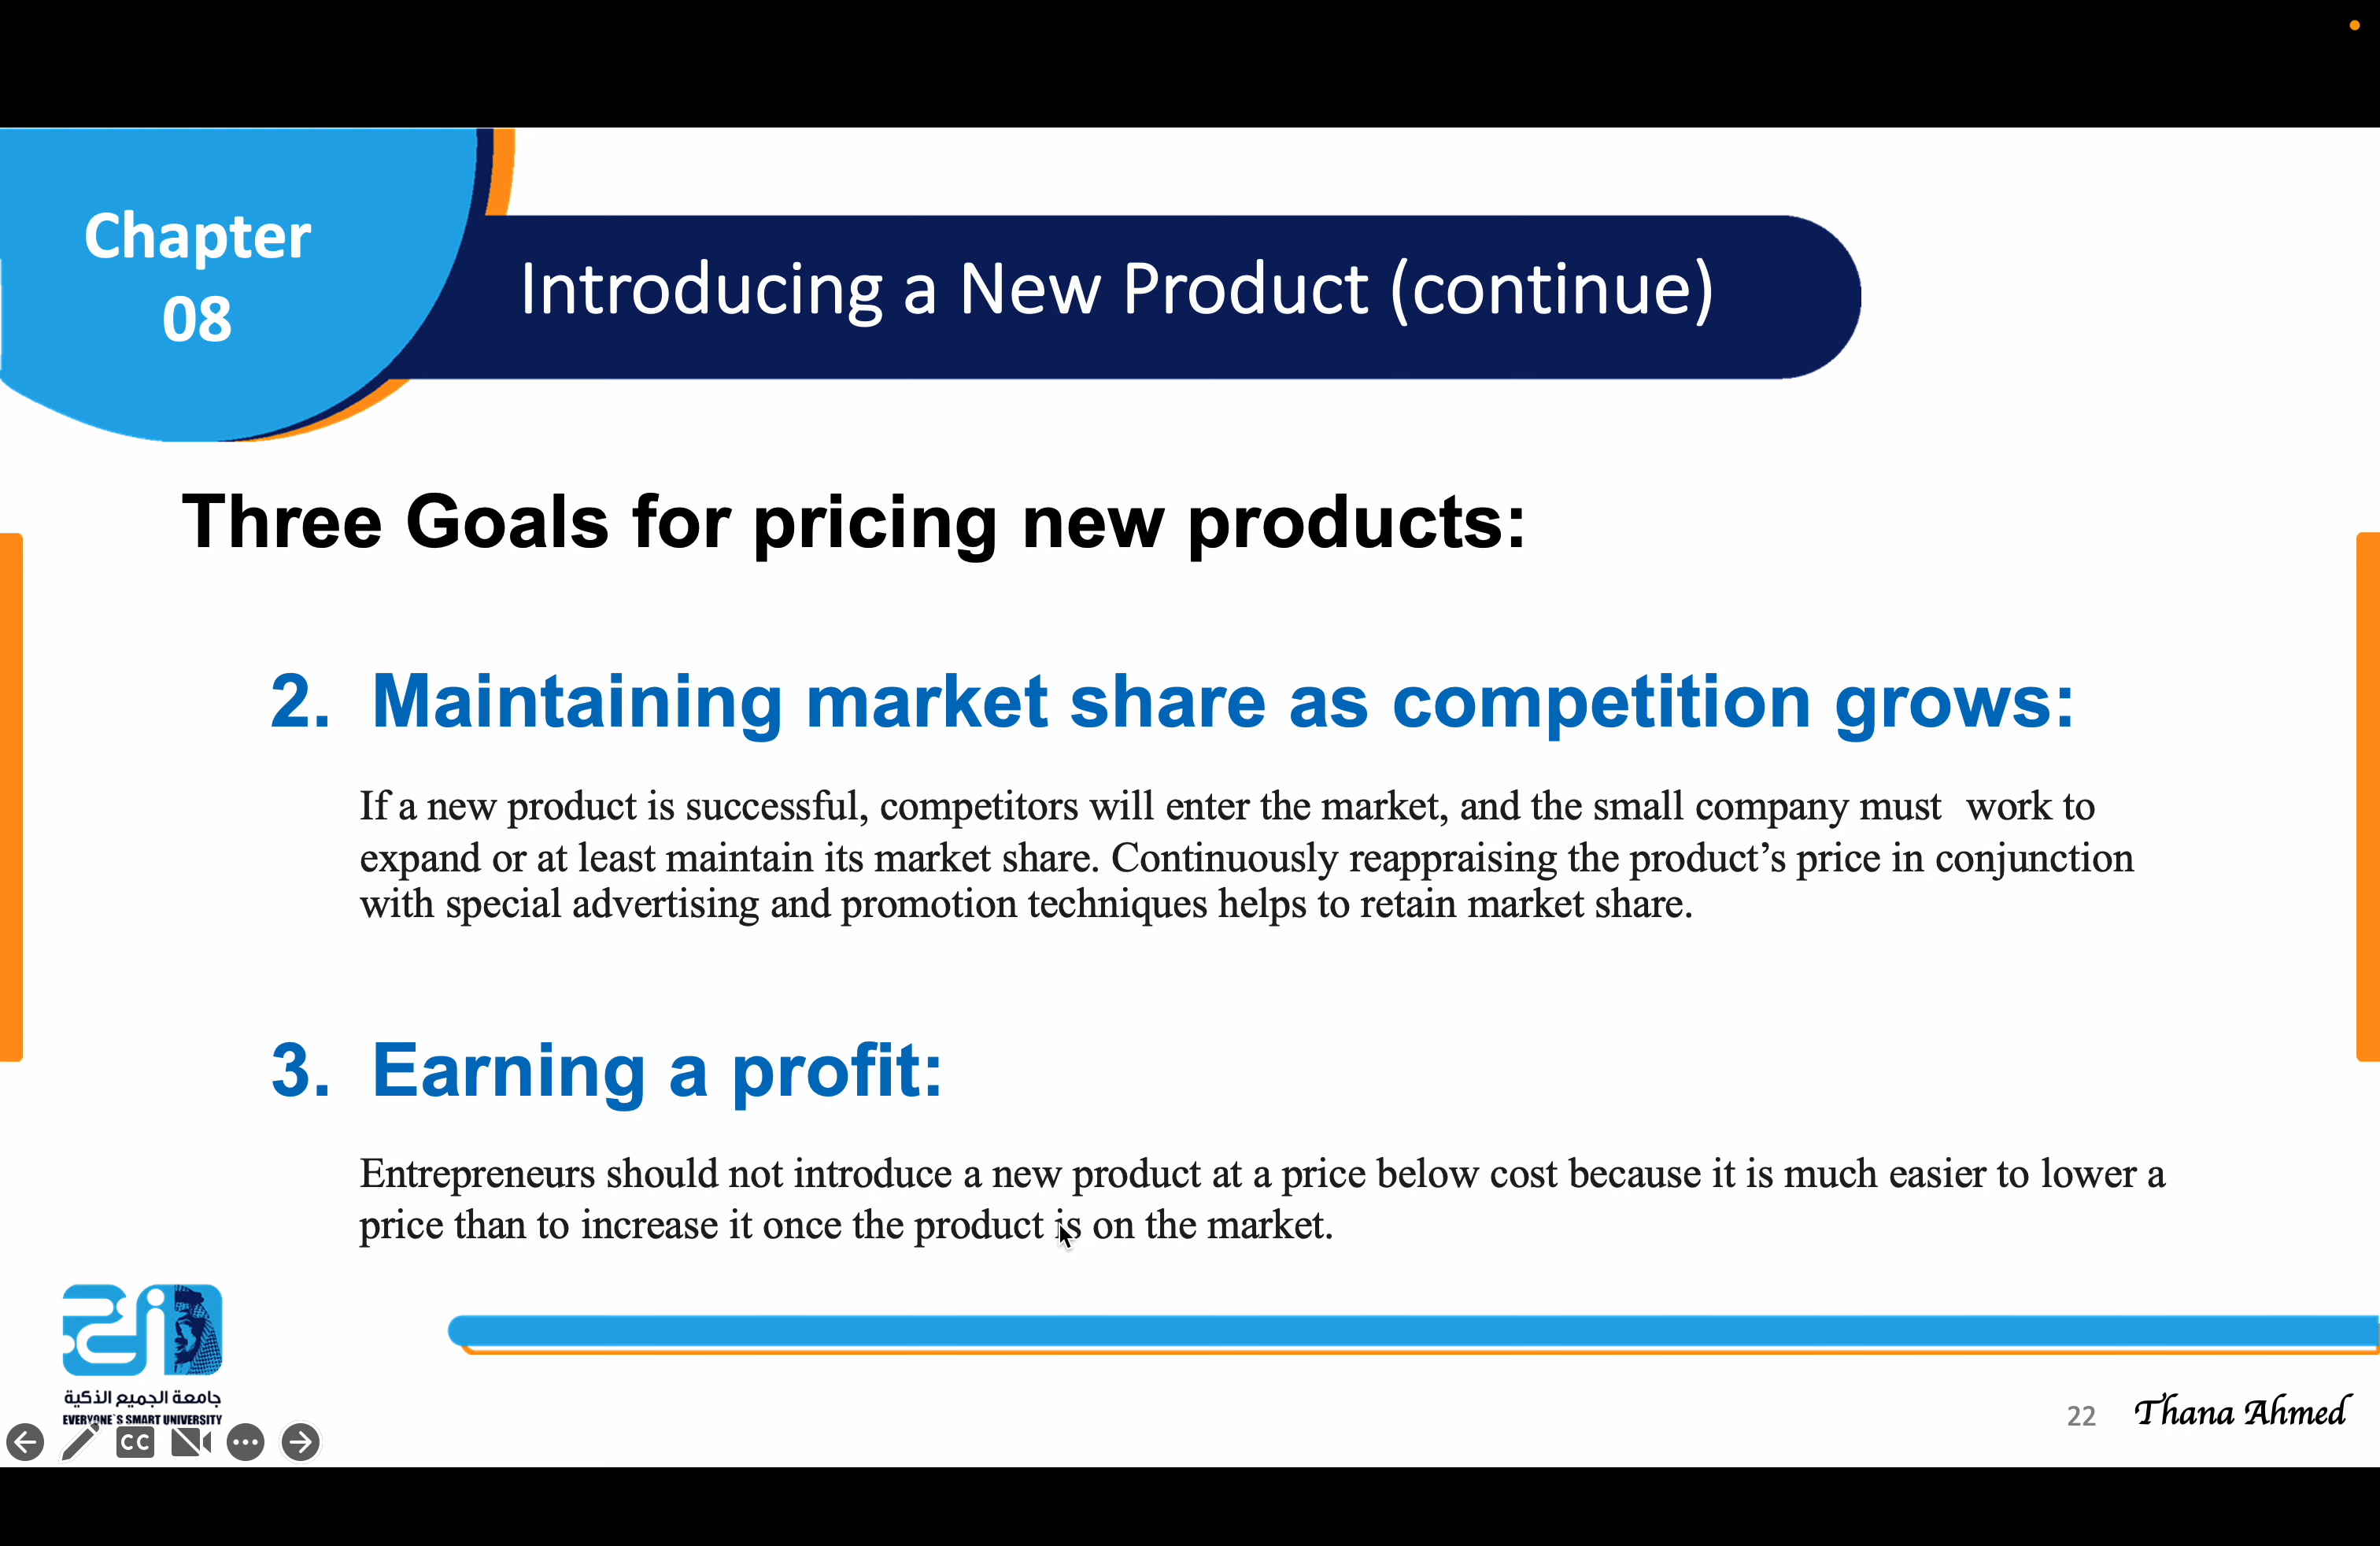 Chapter
08
Introducing a New Product (continue)
Three Goals for pricing new products:
2. Maintaining market share as competition grows:
If a new product is successful, competitors will enter the market, and the small company must work to
expand or at least maintain its market share. Continuously reappraising the product’s price in conjunction
with special advertising and promotion techniques helps to retain market share.
3. Earning a profit:
Entrepreneurs should not introduce a new product at a price below cost because it is much easier to lower a
price than to increase it once the product is on the market.
جامعة الجميع الذكية
EVERYONE`S SMART UNIVERSITY
CC
22
Thana Ahmed